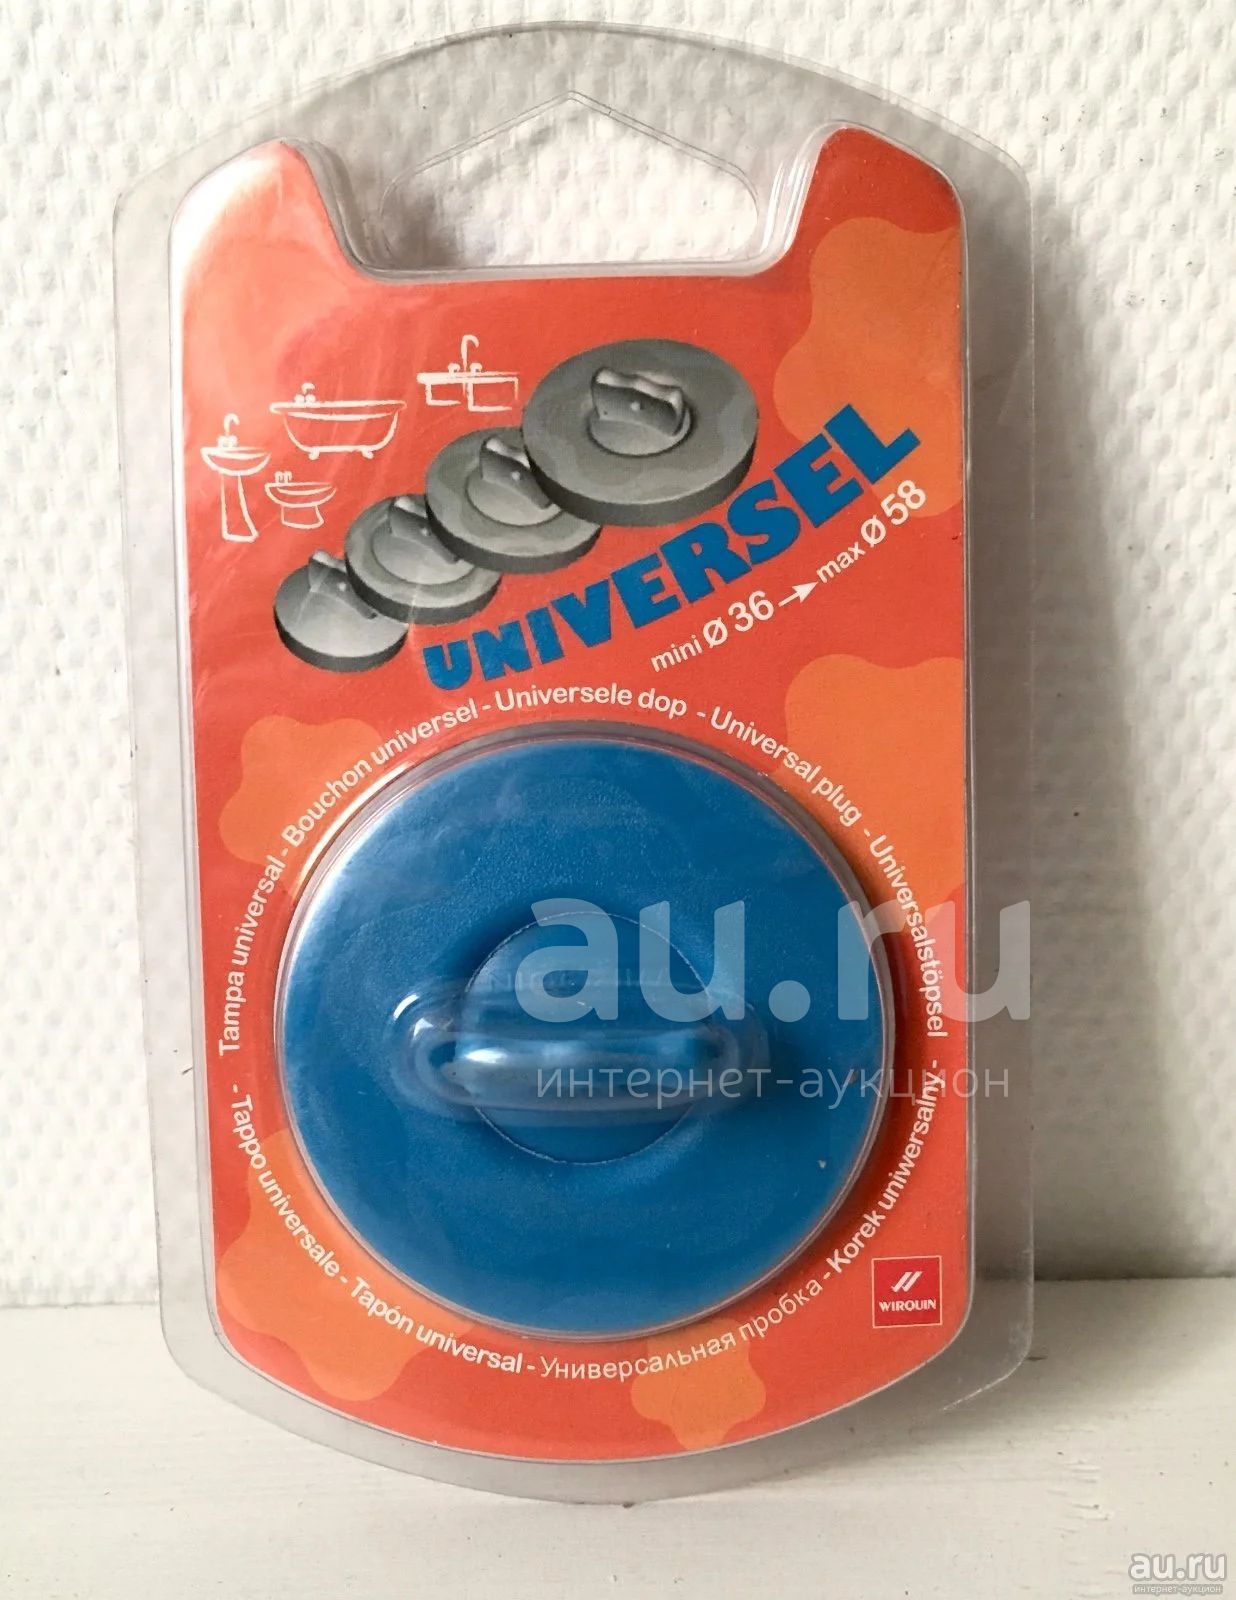 UNIVERSEL
mini Ø 36 → max Ø 58
- Tappo universale - Tampa universal - Bouchon universel - Universele dop - Universal plug - Universalstöpsel
- Tapón universal - Универсальная пробка - Korek uniwersalny -
WIRQUIN
au.ru
интернет-аукцион
au.ru
интернет-аукцион